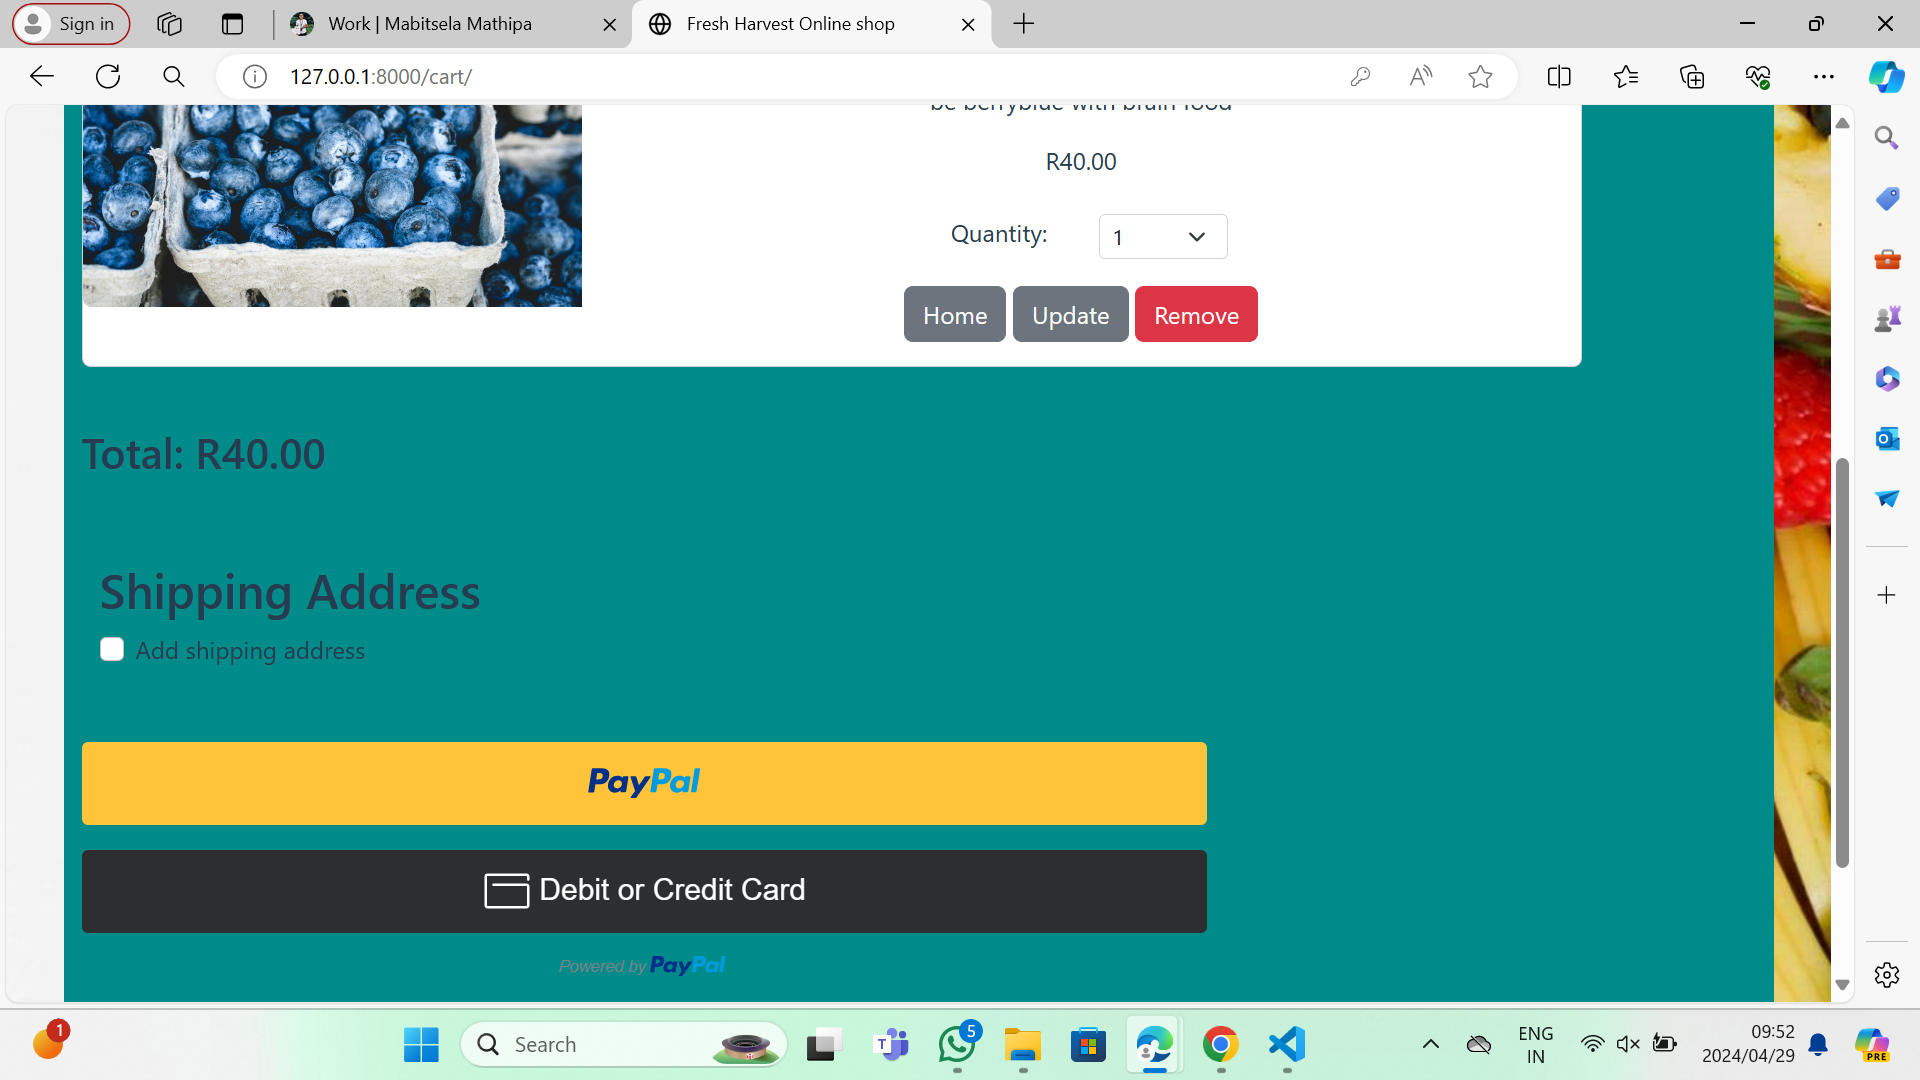 Sign in
Work | Mabitsela Mathipa
Fresh Harvest Online shop
127.0.0.1:8000/cart/
be berryblue with brain food
R40.00
Quantity:
1
Home
Update
Remove
Total: R40.00
Shipping Address
Add shipping address
PayPal
Debit or Credit Card
Powered by PayPal
1
Search
5
ENG
IN
09:52
2024/04/29
PRE